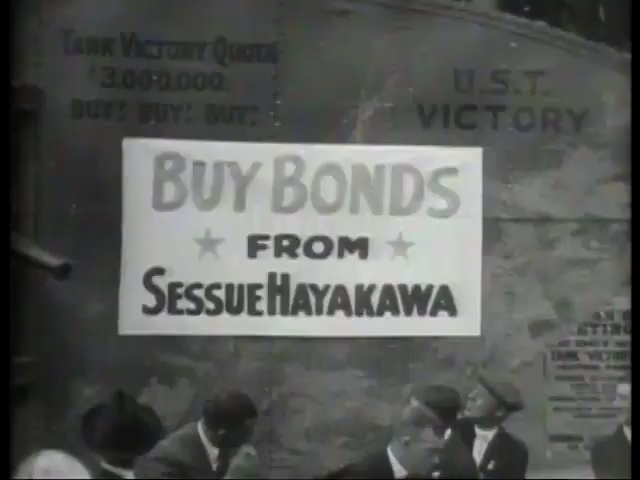 TANK VICTORY QUOTA
$3,000,000.
BUY! BUY! BUY!
U.S.T.
VICTORY
BUY BONDS
FROM
SESSUE HAYAKAWA
TANK VICTORY